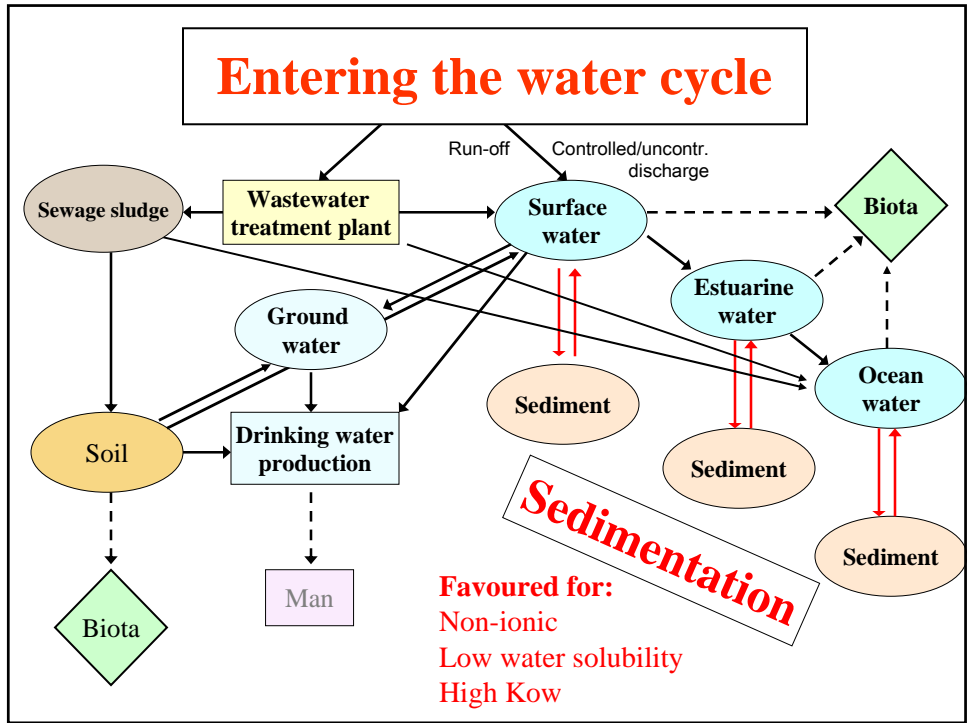 Entering the water cycle
Run-off
Controlled/uncontr.
discharge
Sewage sludge
Wastewater
treatment plant
Surface
water
Biota
Estuarine
water
Ground
water
Ocean
water
Sediment
Soil
Drinking water
production
Sediment
Sedimentation
Sediment
Biota
Man
Favoured for:
Non-ionic
Low water solubility
High Kow